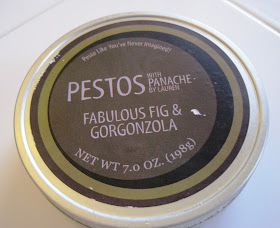 Pesto Like You've Never Imagined!
PESTOS WITH PANACHE
BY LAUREN
FABULOUS FIG &
GORGONZOLA
NET WT 7.0 OZ. (198g)